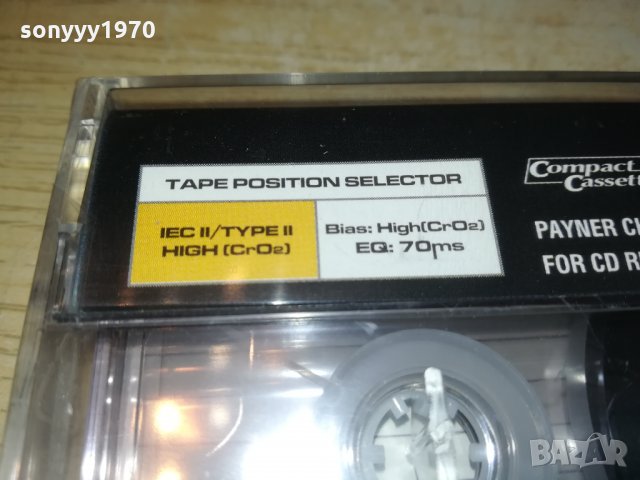 sonyyy1970
TAPE POSITION SELECTOR
IEC II/TYPE II
HIGH (CrO2)
Bias: High(CrO2)
EQ: 70µs
Compact
Cassett
PAYNER
FOR CD
BAZAR